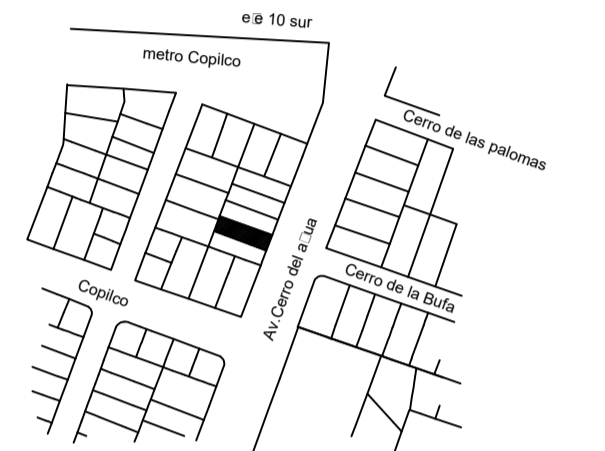 10 sur
metro Copilco
Cerro de las palomas
Av.Cerro del
Cerro de la Bufa
Copilco